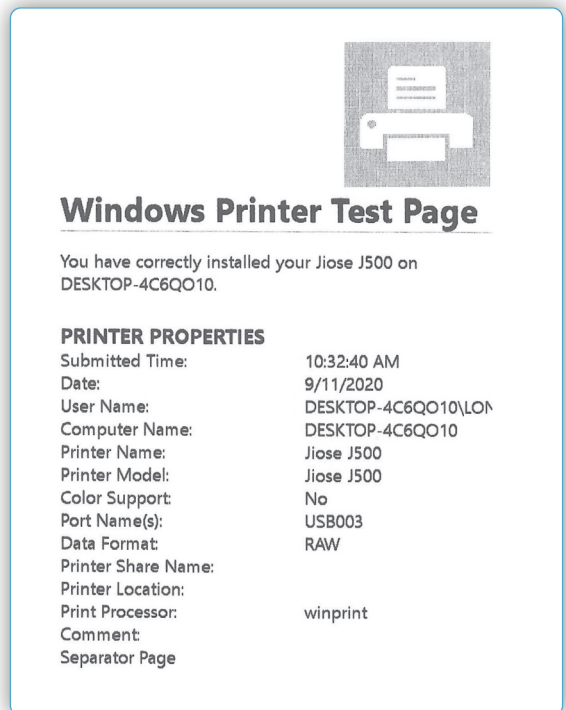 Windows Printer Test Page
You have correctly installed your Jiose J500 on
DESKTOP-4C6QO10.
PRINTER PROPERTIES
Submitted Time: 10:32:40 AM
Date: 9/11/2020
User Name: DESKTOP-4C6QO10\LON
Computer Name: DESKTOP-4C6QO10
Printer Name: Jiose J500
Printer Model: Jiose J500
Color Support: No
Port Name(s): USB003
Data Format: RAW
Printer Share Name:
Printer Location:
Print Processor: winprint
Comment:
Separator Page